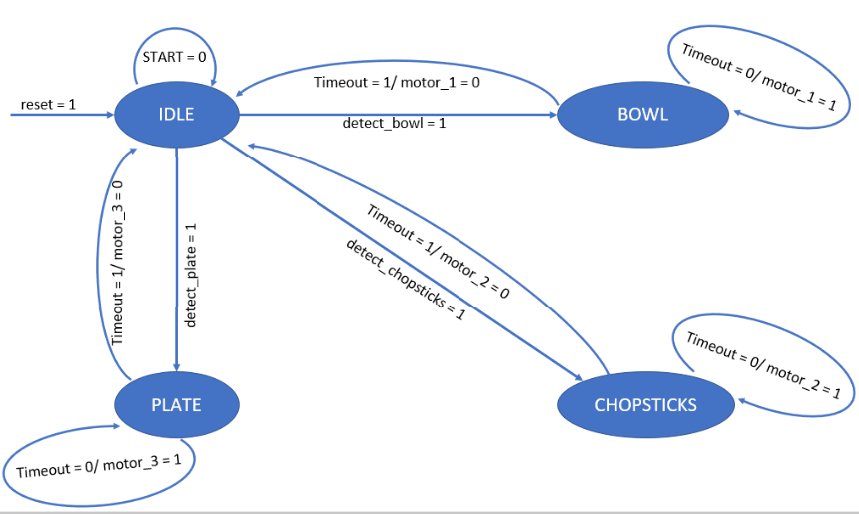 START = 0
Timeout = 0/ motor_1 = 1
Timeout = 1/ motor_1 = 0
reset = 1
IDLE
BOWL
detect_bowl = 1
Timeout = 1/ motor_3 = 0
detect_plate = 1
Timeout = 1/ motor_2 = 0
detect_chopsticks = 1
Timeout = 0/ motor_2 = 1
PLATE
CHOPSTICKS
Timeout = 0/ motor_3 = 1